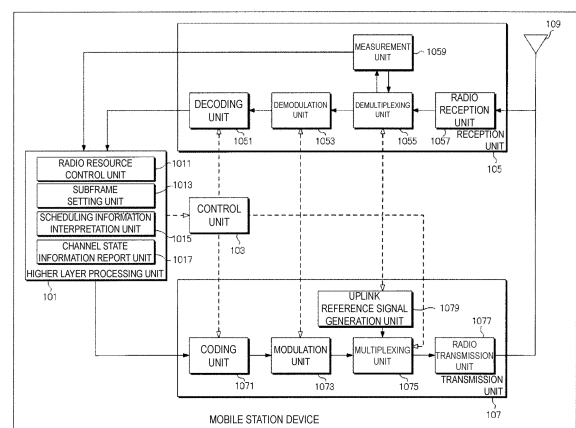 109
MEASUREMENT
UNIT
1059
DECODING
UNIT
1051
DEMODULATION
UNIT
1053
DEMULTIPLEXING
UNIT
1055
RADIO
RECEPTION
UNIT
1057
RECEPTION
UNIT
105
RADIO RESOURCE
CONTROL UNIT
1011
SUBFRAME
SETTING UNIT
1013
SCHEDULING INFORMATION
INTERPRETATION UNIT
1015
CHANNEL STATE
INFORMATION REPORT UNIT
1017
HIGHER LAYER PROCESSING UNIT
101
CONTROL
UNIT
103
UPLINK
REFERENCE SIGNAL
GENERATION UNIT
1079
CODING
UNIT
1071
MODULATION
UNIT
1073
MULTIPLEXING
UNIT
1075
1077
RADIO
TRANSMISSION
UNIT
TRANSMISSION
UNIT
107
MOBILE STATION DEVICE